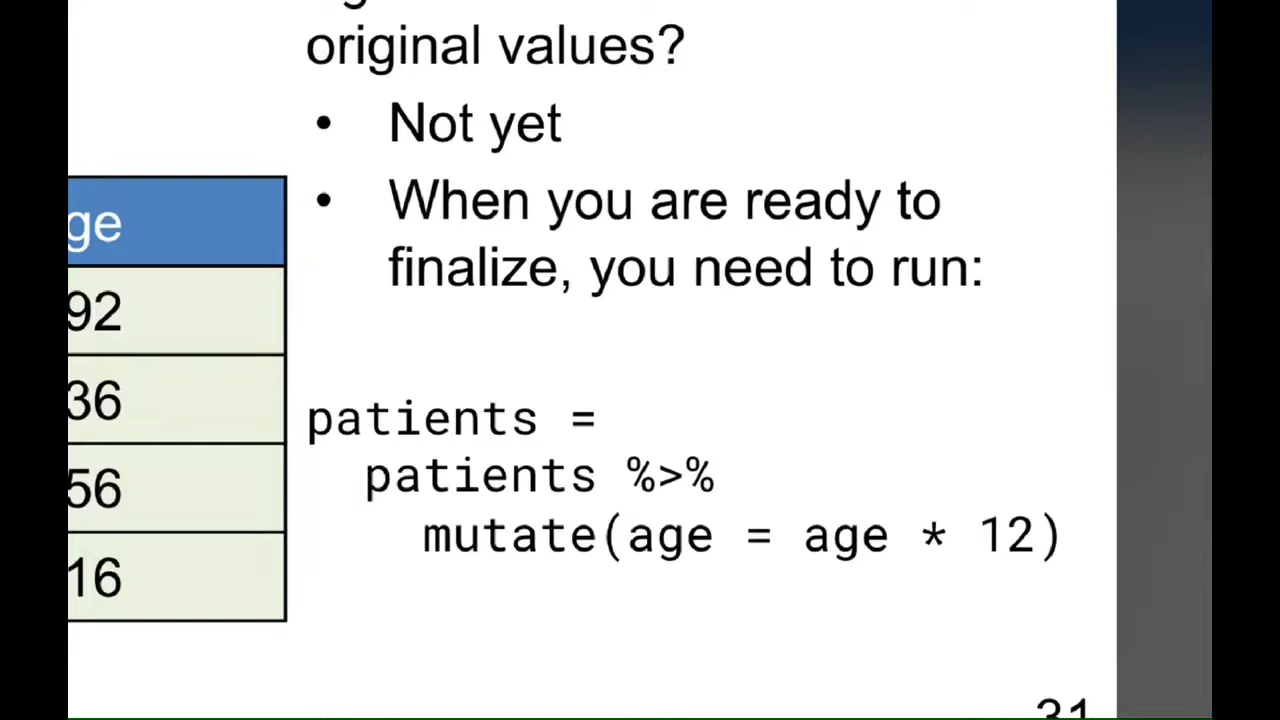 original values?
• Not yet
• When you are ready to
finalize, you need to run:
ge
92
36
56
16
patients =
patients %>%
mutate(age = age * 12)
31